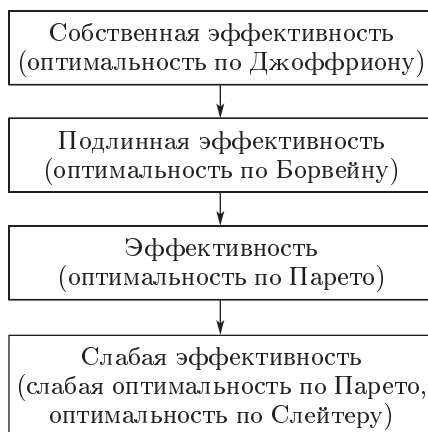 Собственная эффективность
(оптимальность по Джоффриону)
Подлинная эффективность
(оптимальность по Борвейну)
Эффективность
(оптимальность по Парето)
Слабая эффективность
(слабая оптимальность по Парето,
оптимальность по Слейтеру)